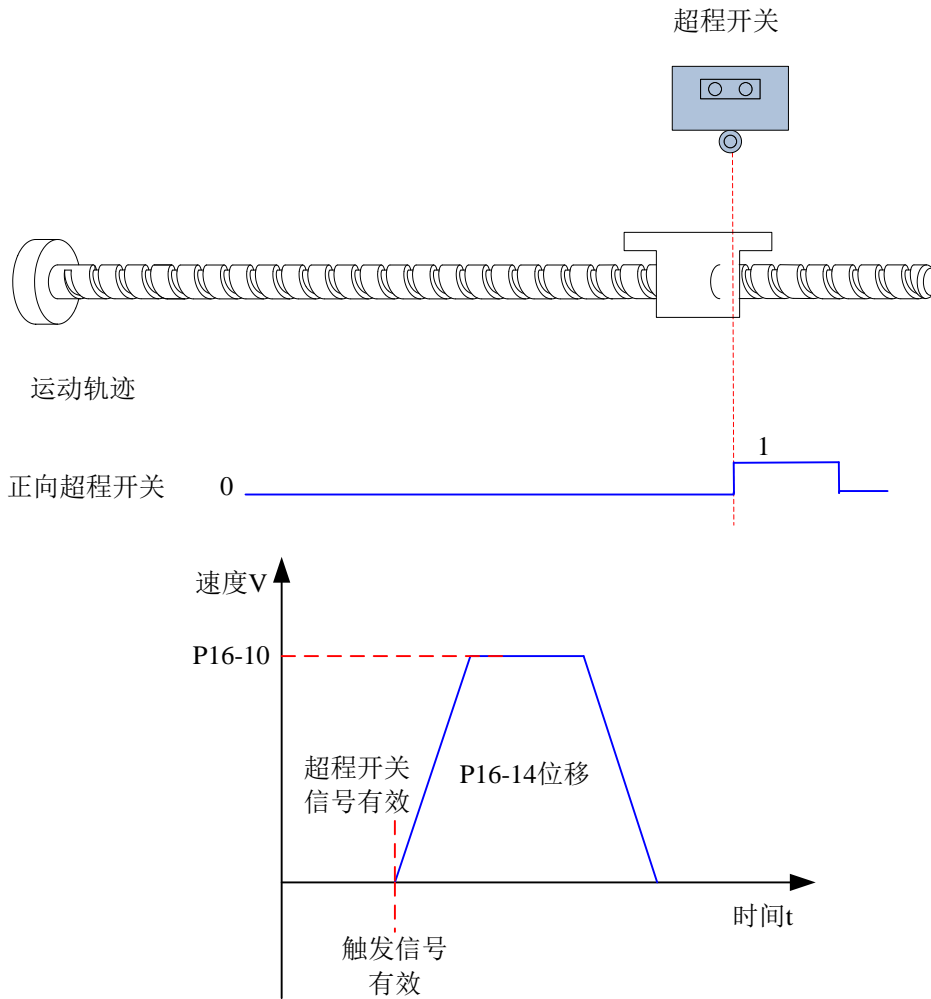 超程开关
运动轨迹
1
正向超程开关 0
速度V
P16-10
超程开关
信号有效
P16-14位移
时间t
触发信号
有效